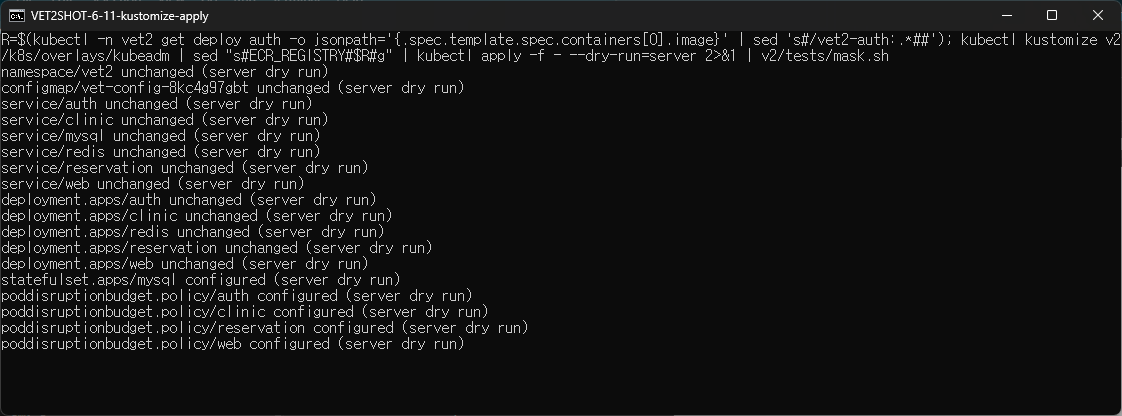 VET2SHOT-6-11-kustomize-apply
R=$(kubectl -n vet2 get deploy auth -o jsonpath='{.spec.template.spec.containers[0].image}' | sed 's#/vet2-auth:.*##'); kubectl kustomize v2
/k8s/overlays/kubeadm | sed "s#ECR_REGISTRY#$R#g" | kubectl apply -f - --dry-run=server 2>&1 | v2/tests/mask.sh
namespace/vet2 unchanged (server dry run)
configmap/vet-config-8kc4g97gbt unchanged (server dry run)
service/auth unchanged (server dry run)
service/clinic unchanged (server dry run)
service/mysql unchanged (server dry run)
service/redis unchanged (server dry run)
service/reservation unchanged (server dry run)
service/web unchanged (server dry run)
deployment.apps/auth unchanged (server dry run)
deployment.apps/clinic unchanged (server dry run)
deployment.apps/redis unchanged (server dry run)
deployment.apps/reservation unchanged (server dry run)
deployment.apps/web unchanged (server dry run)
statefulset.apps/mysql configured (server dry run)
poddisruptionbudget.policy/auth configured (server dry run)
poddisruptionbudget.policy/clinic configured (server dry run)
poddisruptionbudget.policy/reservation configured (server dry run)
poddisruptionbudget.policy/web configured (server dry run)